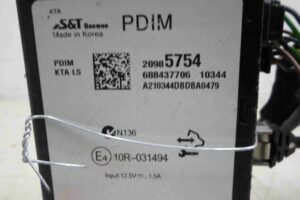 KTA
S&T Daewoo
Made in Korea
PDIM
PDIM
KTA LS
2098 5754
688437706 10344
A210344DBDBA0479
N136
E4 10R-031494
Input: 12.5V⎓, 1.5A